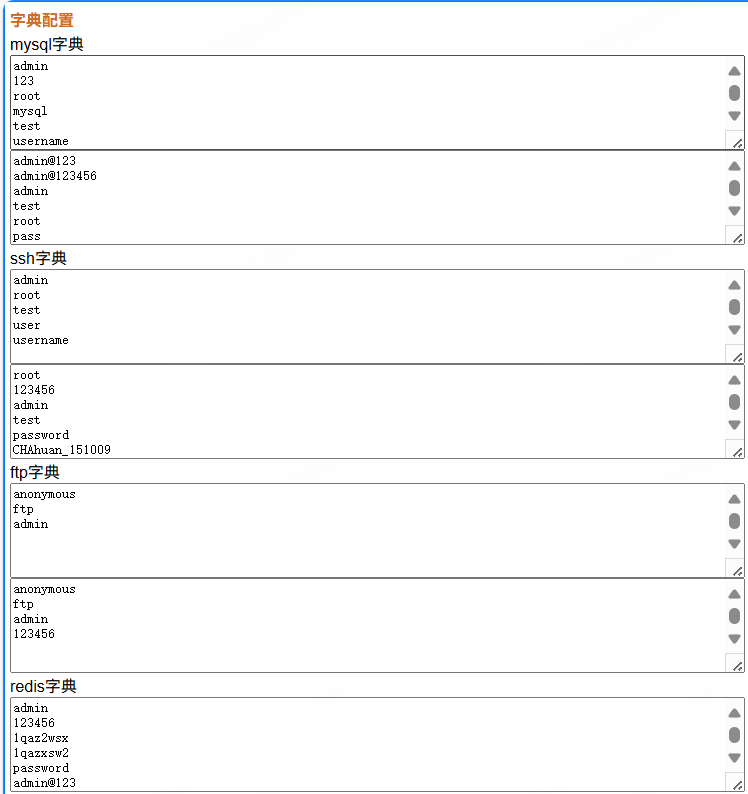 字典配置
mysql字典
admin
123
root
mysql
test
username
admin@123
admin@123456
admin
test
root
pass
ssh字典
admin
root
test
user
username
root
123456
admin
test
password
CHAhuan_151009
ftp字典
anonymous
ftp
admin
anonymous
ftp
admin
123456
redis字典
admin
123456
1qaz2wsx
1qazxsw2
password
admin@123